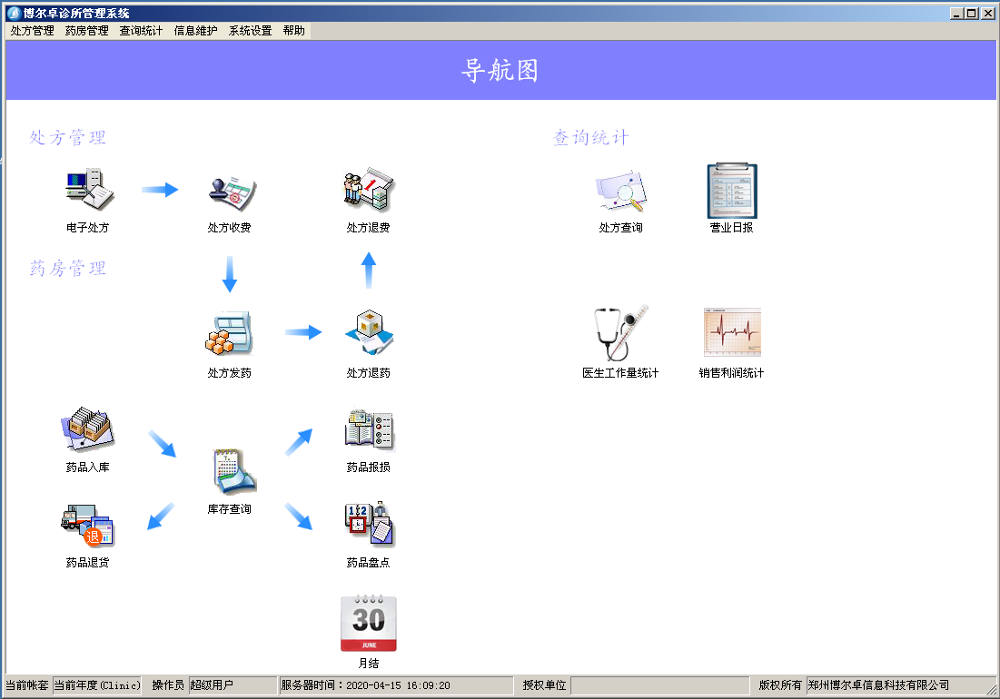 博尔卓诊所管理系统
处方管理 药房管理 查询统计 信息维护 系统设置 帮助
导航图
处方管理 查询统计
电子处方 处方收费 处方退费 处方查询 营业日报
药房管理
处方发药 处方退药 医生工作量统计 销售利润统计
药品入库 药品报损
库存查询
1 2
退
药品退货 药品盘点
30
JUNE
月结
当前帐套 当前年度(Clinic) 操作员 超级用户 服务器时间：2020-04-15 16:09:20 授权单位 版权所有 郑州博尔卓信息科技有限公司